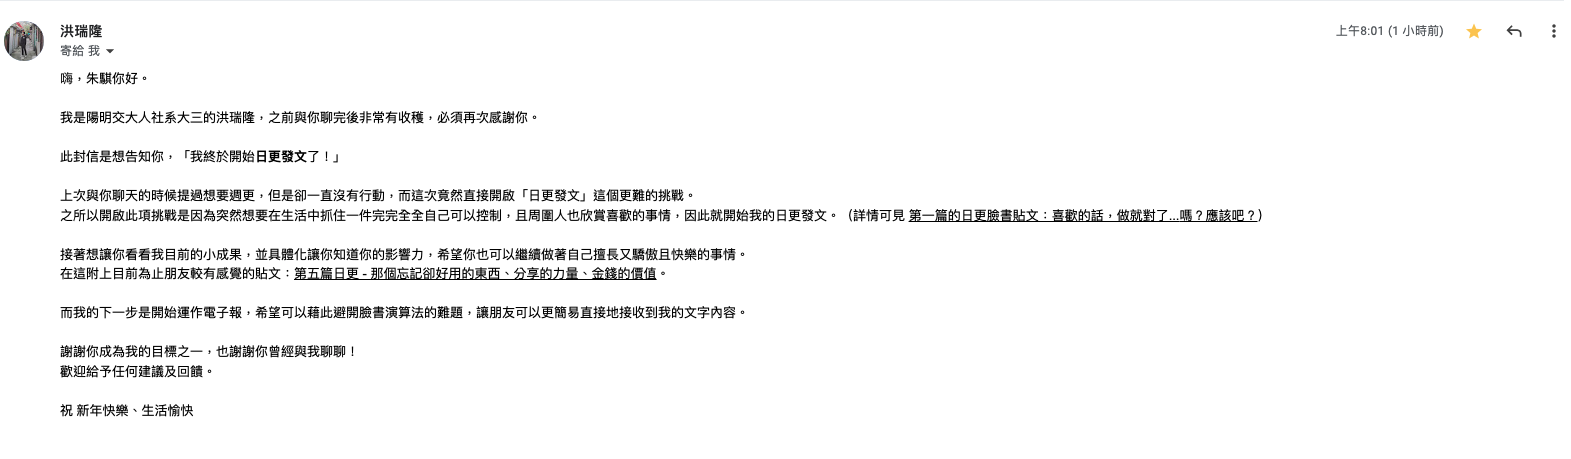 洪瑞隆
上午8:01 (1 小時前)
寄給 我
嗨，朱騏你好。
我是陽明交大人社系大三的洪瑞隆，之前與你聊完後非常有收穫，必須再次感謝你。
此封信是想告知你，「我終於開始日更發文了！」
上次與你聊天的時候提過想要週更，但是卻一直沒有行動，而這次竟然直接開啟「日更發文」這個更難的挑戰。
之所以開啟此項挑戰是因為突然想要在生活中抓住一件完完全全自己可以控制，且周圍人也欣賞喜歡的事情，因此就開始我的日更發文。（詳情可見 第一篇的日更臉書貼文：喜歡的話，做就對了...嗎？應該吧？）
接著想讓你看看我目前的小成果，並具體化讓你知道你的影響力，希望你也可以繼續做著自己擅長又驕傲且快樂的事情。
在這附上目前為止朋友較有感覺的貼文：第五篇日更 - 那個忘記卻好用的東西、分享的力量、金錢的價值。
而我的下一步是開始運作電子報，希望可以藉此避開臉書演算法的難題，讓朋友可以更簡易直接地接收到我的文字內容。
謝謝你成為我的目標之一，也謝謝你曾經與我聊聊！
歡迎給予任何建議及回饋。
祝 新年快樂、生活愉快